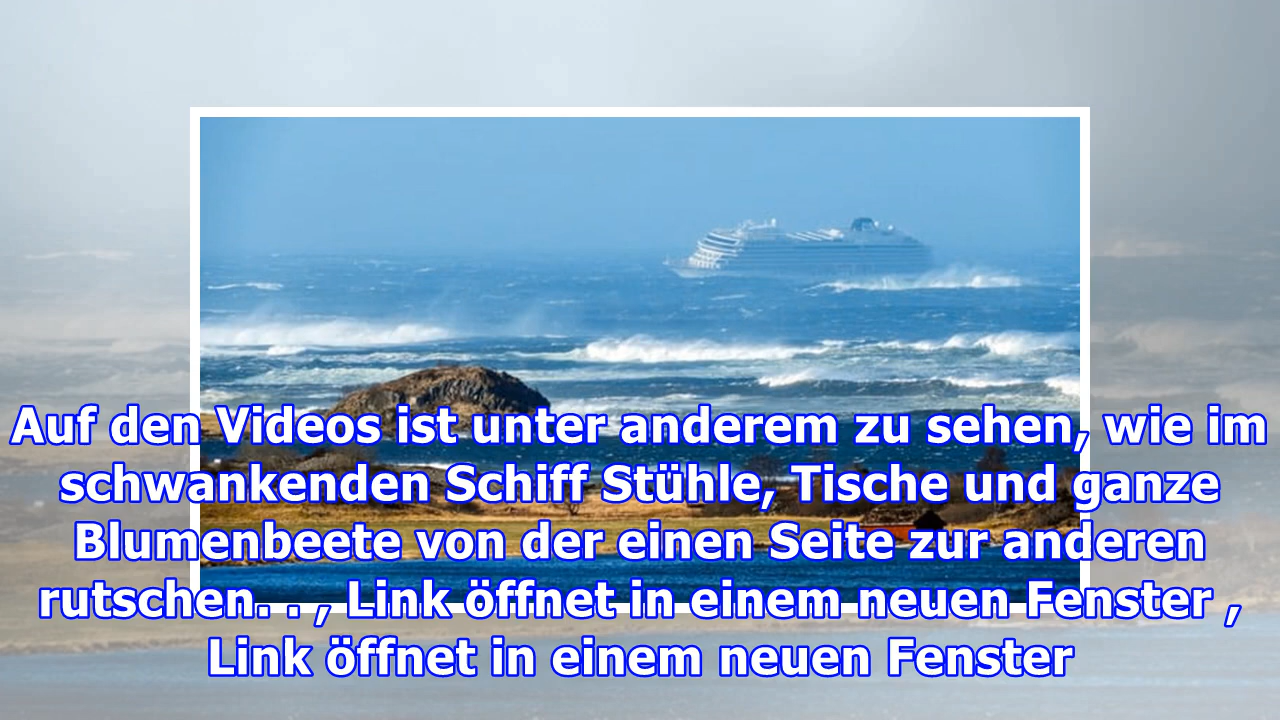 Auf den Videos ist unter anderem zu sehen, wie im
schwankenden Schiff Stühle, Tische und ganze
Blumenbeete von der einen Seite zur anderen
rutschen. . , Link öffnet in einem neuen Fenster ,
Link öffnet in einem neuen Fenster